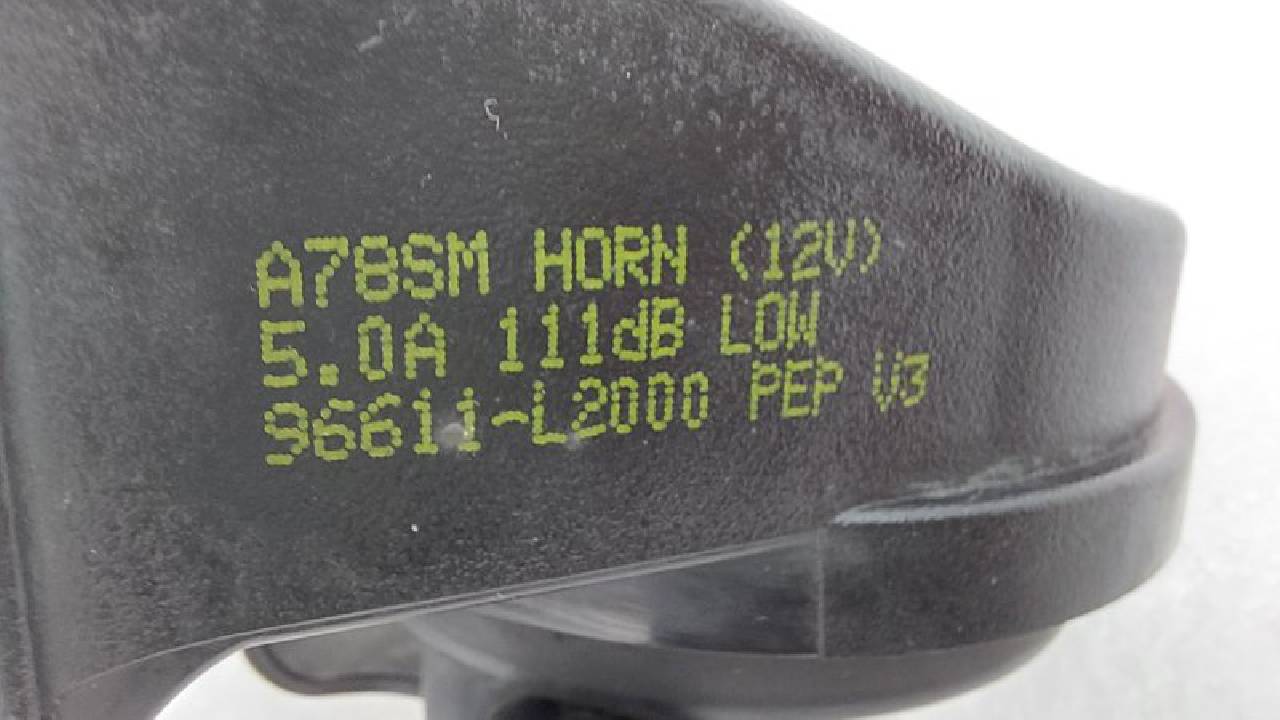 A78SM HORN (12V)
5.0A 111dB LOW
96611-L2000 PEP V3